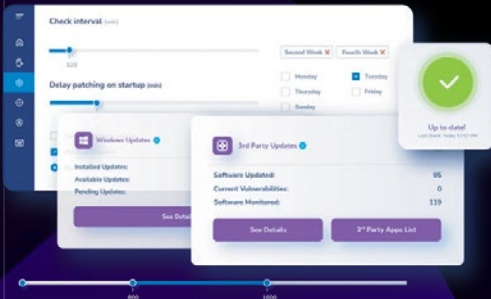 Check interval (min)
120
Second Week X Fourth Week X
Monday Tuesday
Thursday Friday
Sunday
Delay patching on startup (min)
Up to date!
Windows Updates
Installed Updates:
Available Updates:
Pending Updates:
See Detai
3rd Party Updates
Software Updated: 95
Current Vulnerabilities: 0
Software Monitored: 119
See Details
3rd Party Apps List
800 1600